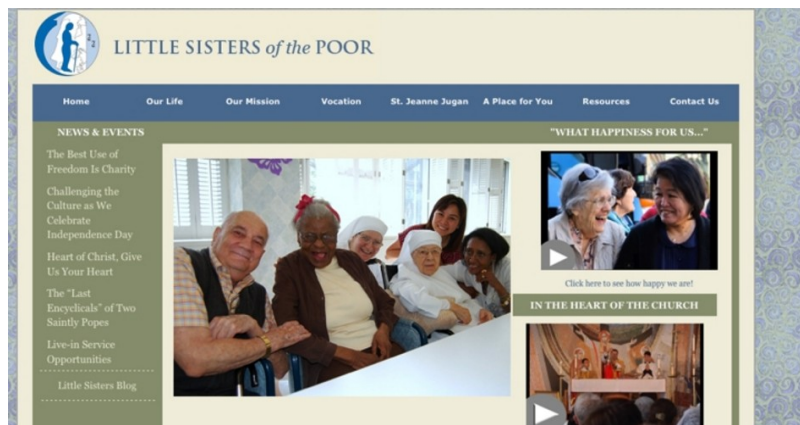 LITTLE SISTERS of the POOR
Home Our Life Our Mission Vocation St. Jeanne Jugan A Place for You Resources Contact Us
NEWS & EVENTS
The Best Use of
Freedom Is Charity
Challenging the
Culture as We
Celebrate
Independence Day
Heart of Christ, Give
Us Your Heart
The "Last
Encyclicals" of Two
Saintly Popes
Live-in Service
Opportunities
Little Sisters Blog
"WHAT HAPPINESS FOR US..."
Click here to see how happy we are!
IN THE HEART OF THE CHURCH